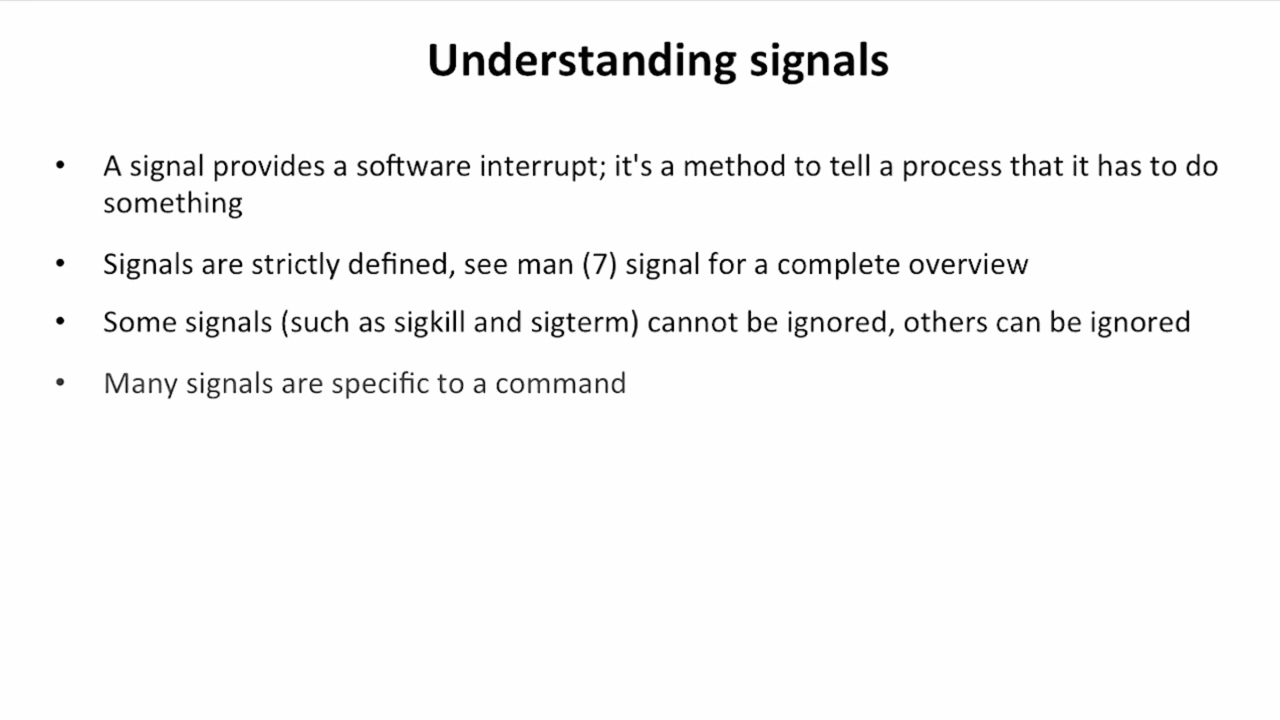 Understanding signals
• A signal provides a software interrupt; it's a method to tell a process that it has to do
something
• Signals are strictly defined, see man (7) signal for a complete overview
• Some signals (such as sigkill and sigterm) cannot be ignored, others can be ignored
• Many signals are specific to a command